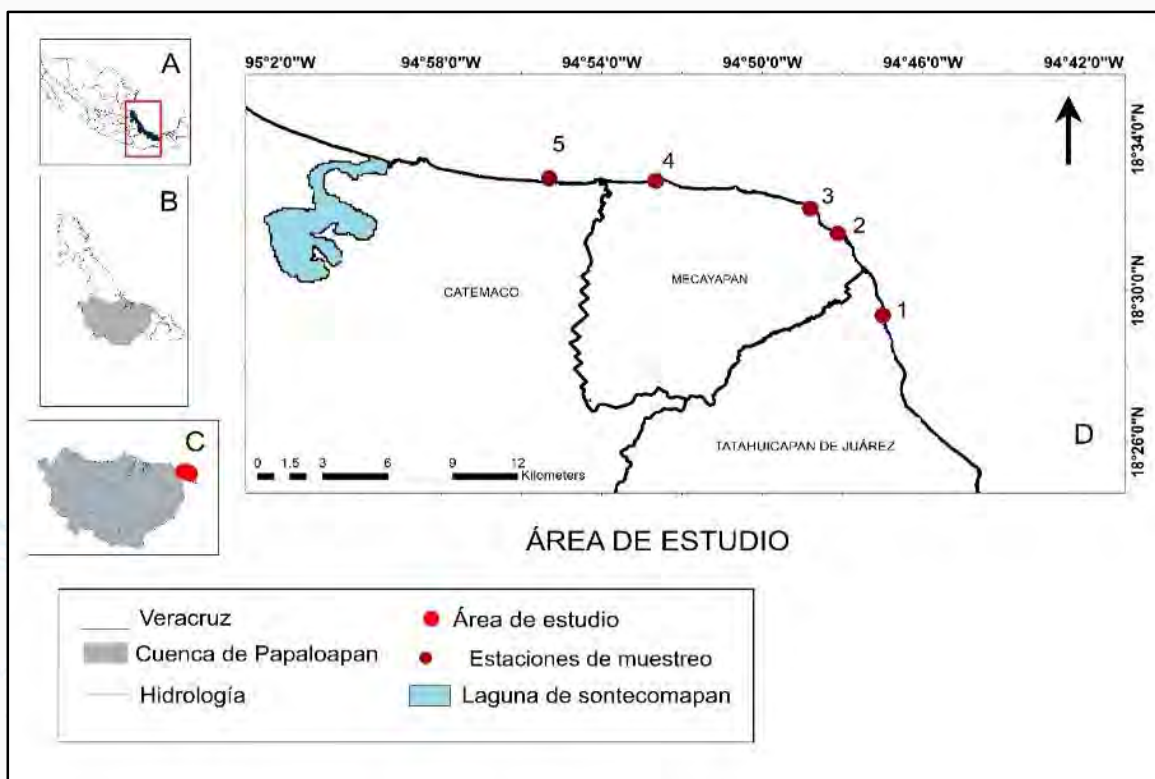 A
B
C
95°2'0"W 94°58'0"W 94°54'0"W 94°50'0"W 94°46'0"W 94°42'0"W
18°34'0"N
18°30'0"N
18°26'0"N
5
4
3
2
1
CATEMACO
MECAYAPAN
TATAHUICAPAN DE JUÁREZ
D
0 1.5 3 6 9 12
Kilometers
ÁREA DE ESTUDIO
Veracruz
Cuenca de Papaloapan
Hidrología
Área de estudio
Estaciones de muestreo
Laguna de sontecomapan